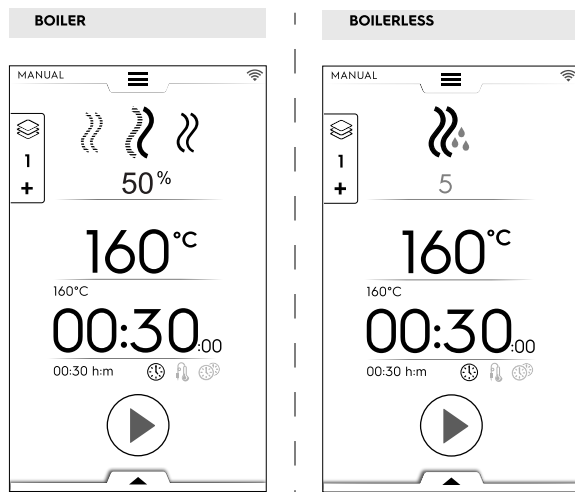 BOILER
MANUAL
1
+
50%
160°C
160°C
00:30:00
00:30 h:m
BOILERLESS
MANUAL
1
+
5
160°C
160°C
00:30:00
00:30 h:m